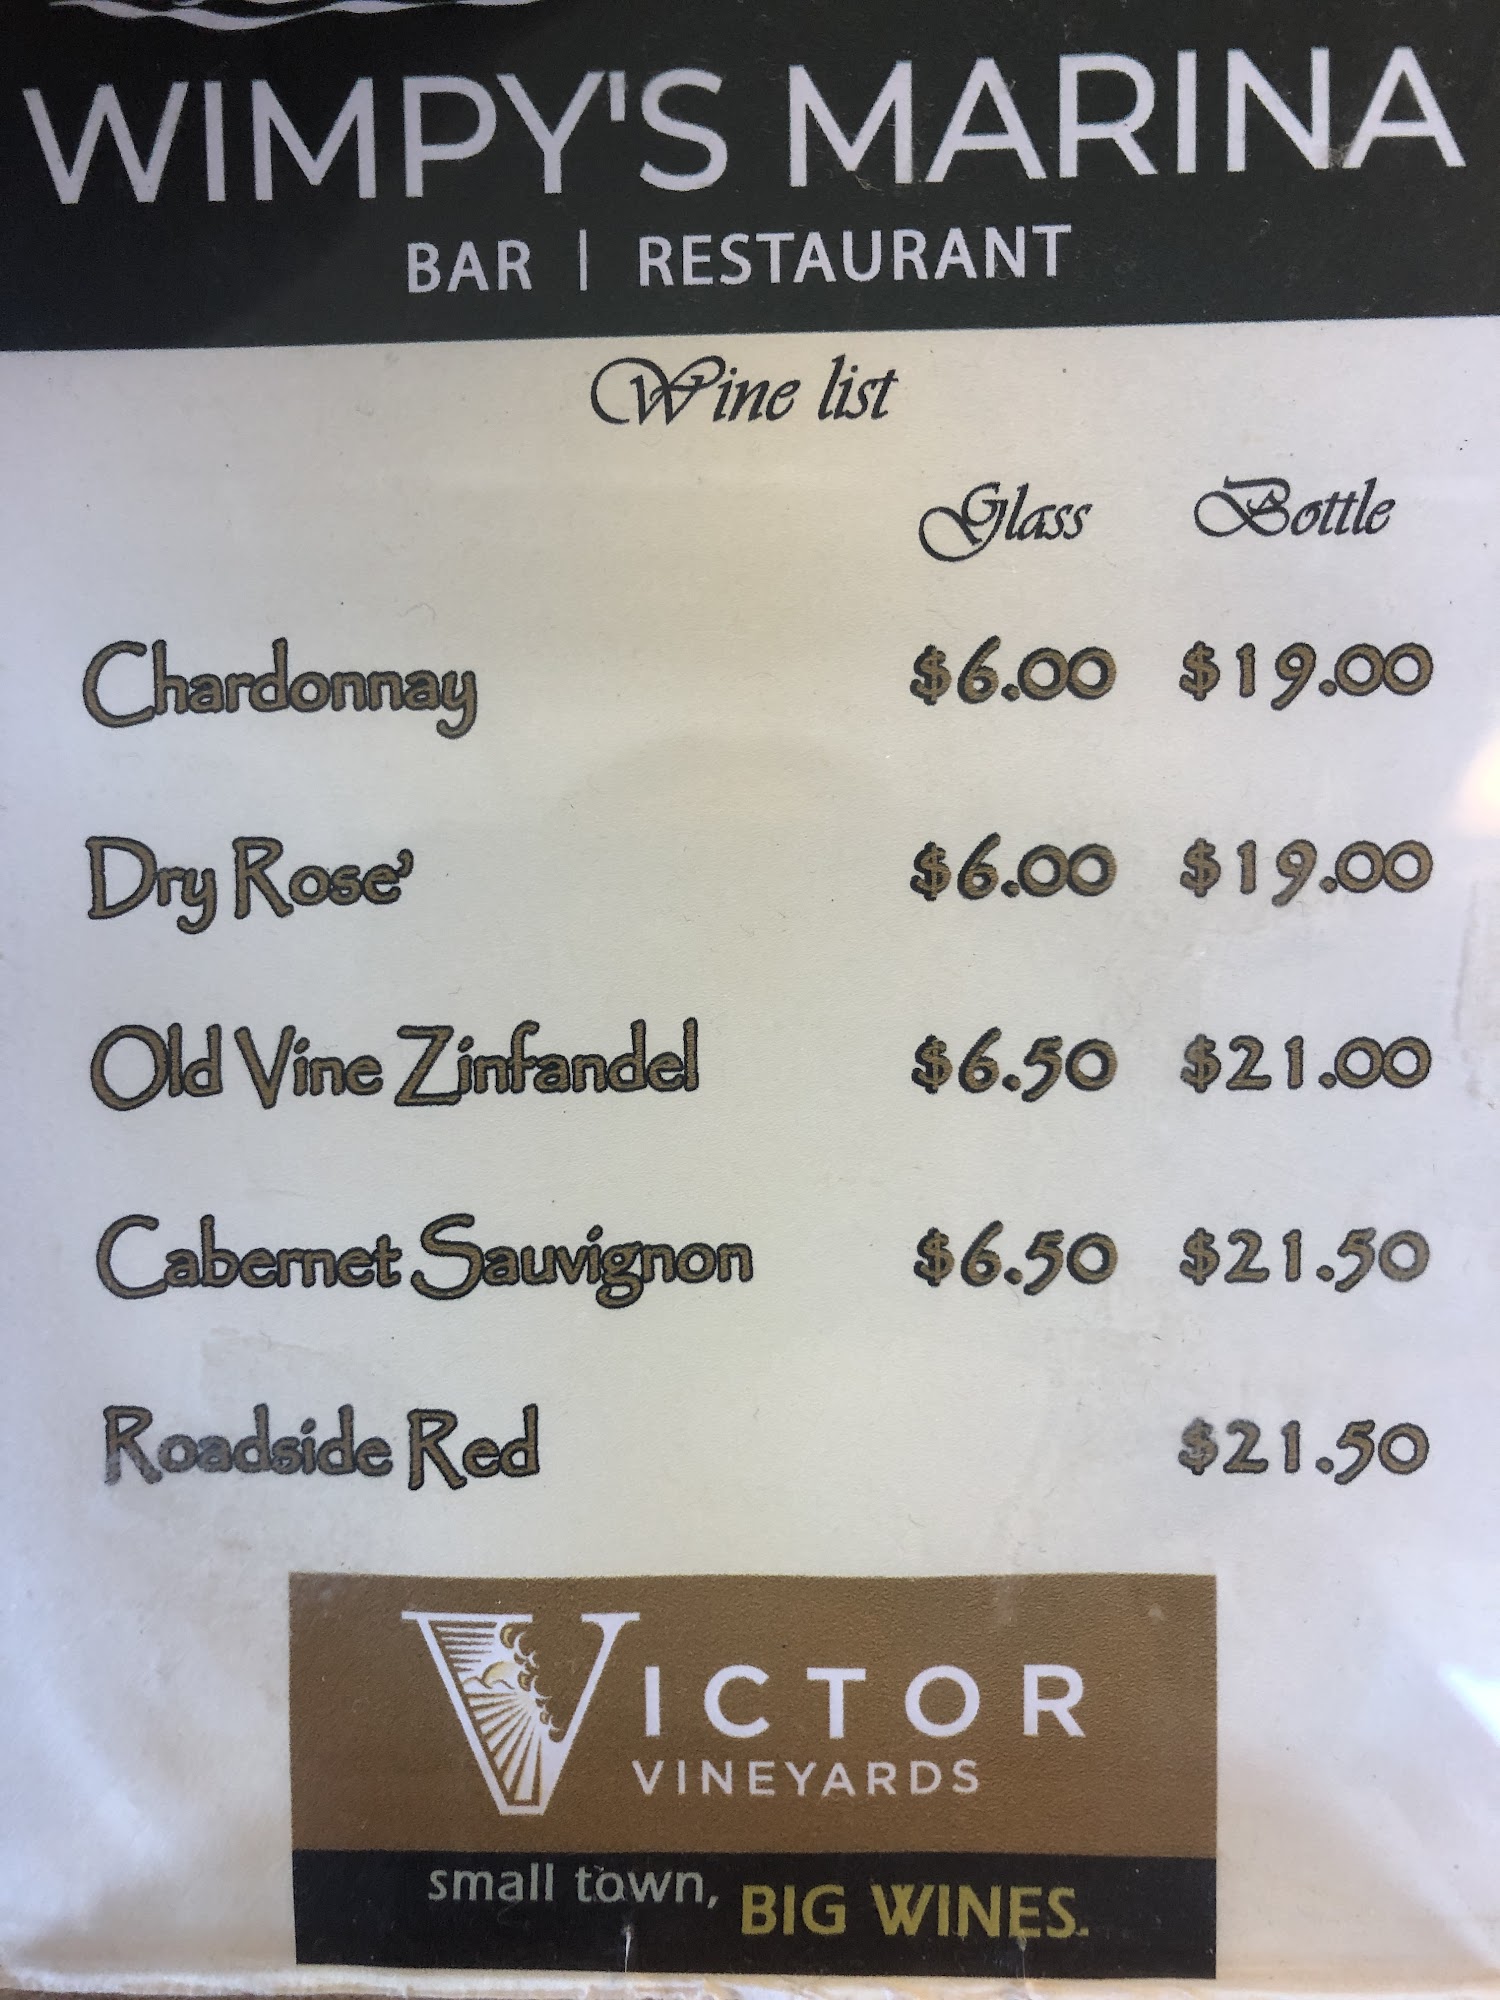 WIMPY'S MARINA
BAR | RESTAURANT
Wine list
Glass Bottle
Chardonnay $6.00 $19.00
Dry Rose' $6.00 $19.00
Old Vine Zinfandel $6.50 $21.00
Cabernet Sauvignon $6.50 $21.50
Roadside Red $21.50
VICTOR
VINEYARDS
small town, BIG WINES.